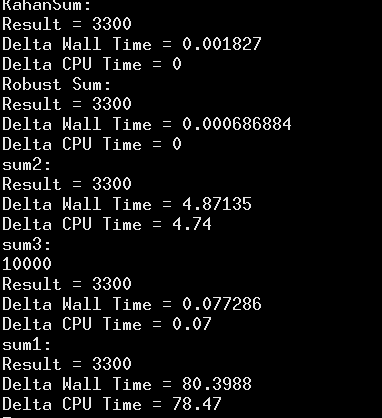 KahanSum:
Result = 3300
Delta Wall Time = 0.001827
Delta CPU Time = 0
Robust Sum:
Result = 3300
Delta Wall Time = 0.000686884
Delta CPU Time = 0
sum2:
Result = 3300
Delta Wall Time = 4.87135
Delta CPU Time = 4.74
sum3:
10000
Result = 3300
Delta Wall Time = 0.077286
Delta CPU Time = 0.07
sum1:
Result = 3300
Delta Wall Time = 80.3988
Delta CPU Time = 78.47